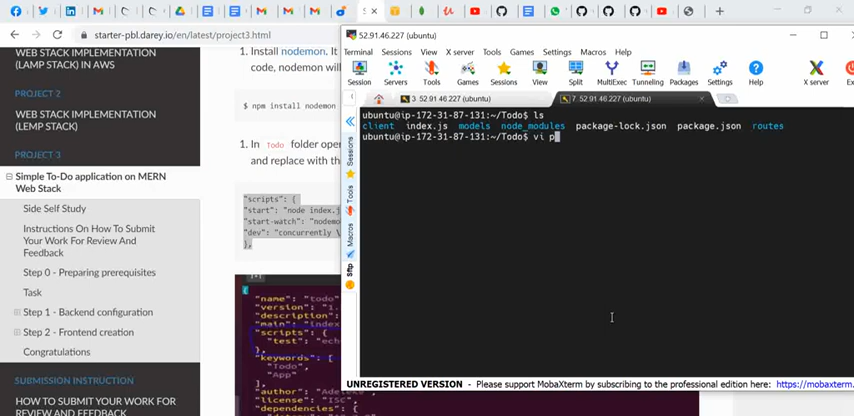 starter-pbl.darey.io/en/latest/project3.html
WEB STACK IMPLEMENTATION
(LAMP STACK) IN AWS
PROJECT 2
WEB STACK IMPLEMENTATION
(LEMP STACK)
PROJECT 3
Simple To-Do application on MERN
Web Stack
Side Self Study
Instructions On How To Submit
Your Work For Review And
Feedback
Step 0 - Preparing prerequisites
Task
Step 1 - Backend configuration
Step 2 - Frontend creation
Congratulations
SUBMISSION INSTRUCTION
HOW TO SUBMIT YOUR WORK FOR
REVIEW AND FEEDBACK
1. Install nodemon. It
code, nodemon will
$ npm install nodemon
1. In Todo folder open
and replace with th
"scripts": {
"start": "node index.j
"start-watch": "nodemo
"dev": "concurrently \
},
{
"name": "todo"
"version": "1.
"description":
"main": "index
"scripts": {
"test": "ech
},
"keywords": [
"Todo",
"App"
],
"author":
"license": "ISC",
"dependencies": {
52.91.46.227 (ubuntu)
Terminal Sessions View X server Tools Games Settings Macros Help
Session Servers Tools Games Sessions View Split MultiExec Tunneling Packages Settings Help X server Exit
3 52.91.46.227 (ubuntu)
7. 52.91.46.227 (ubuntu)
Sessions
Tools
Macros
Sftp
ubuntu@ip-172-31-87-131:~/Todo$ ls
client index.js models node_modules package-lock.json package.json routes
ubuntu@ip-172-31-87-131:~/Todo$ vi p
UNREGISTERED VERSION - Please support MobaXterm by subscribing to the professional edition here: https://mobaxterm.